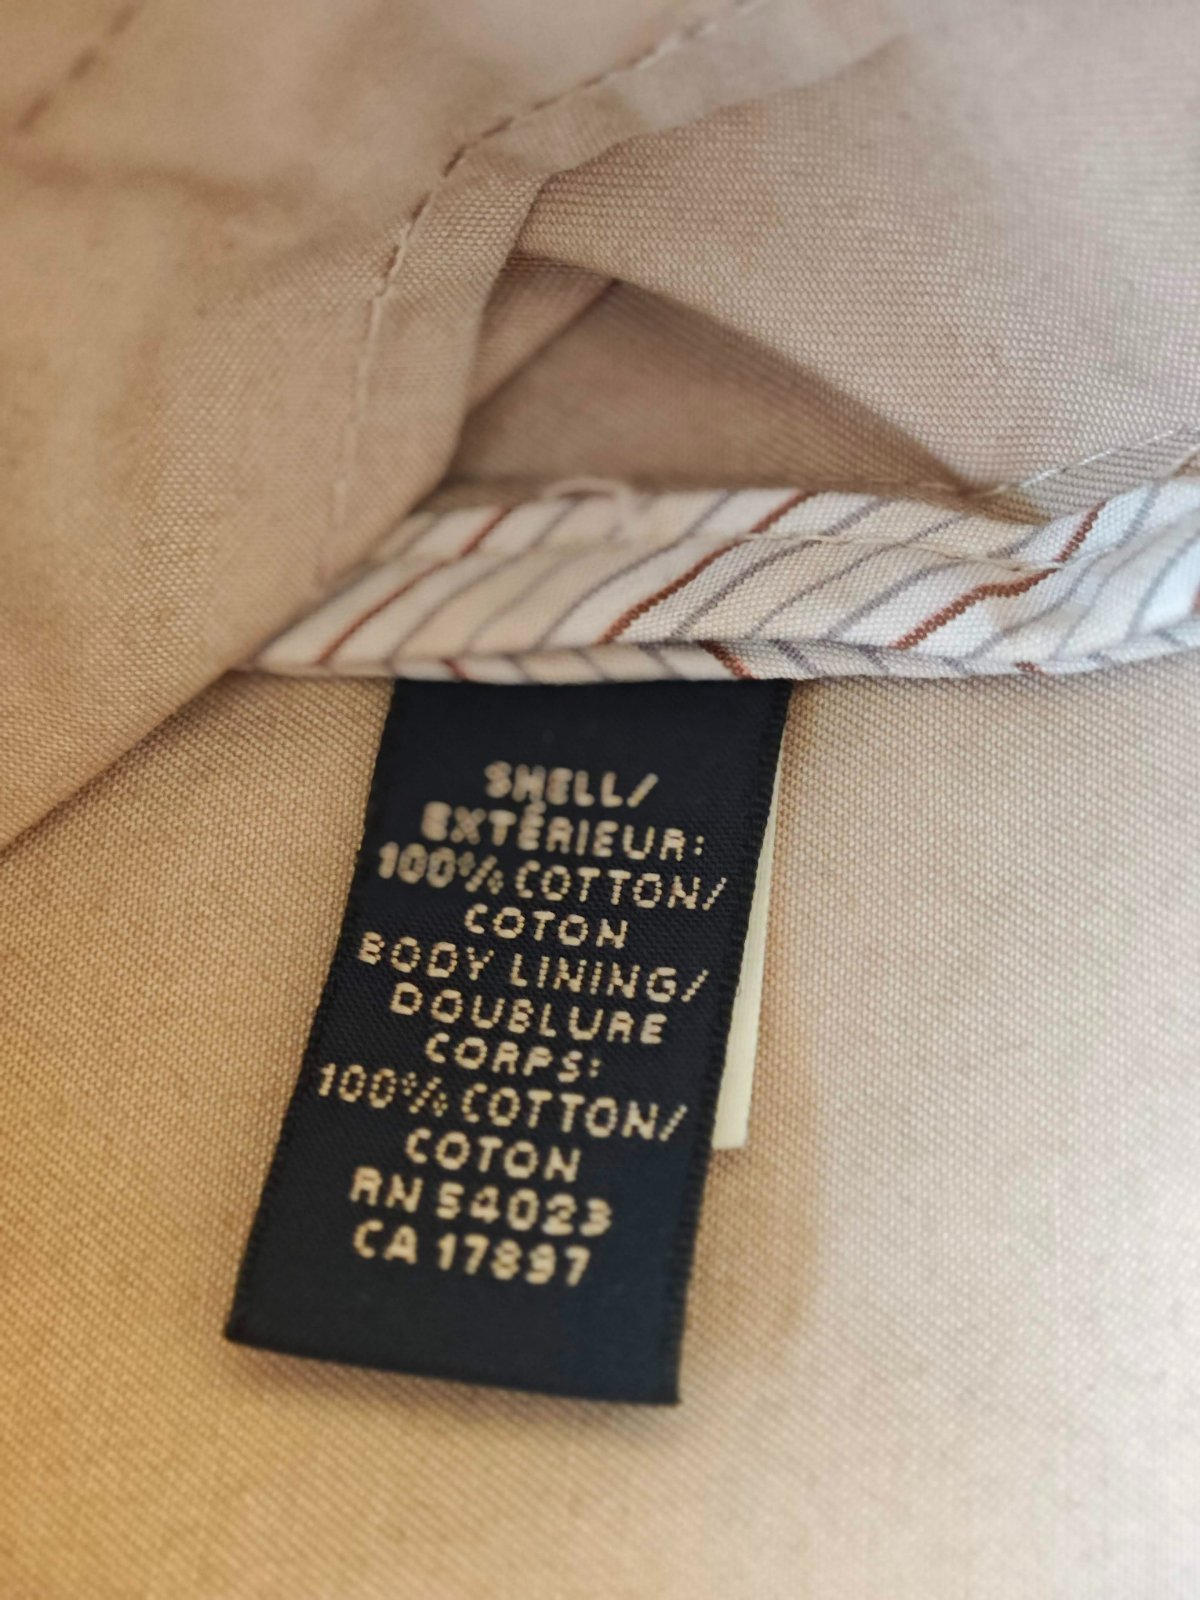 SHELL/
EXTÉRIEUR:
100% COTTON/
COTON
BODY LINING/
DOUBLURE
CORPS:
100% COTTON/
COTON
RN 54023
CA 17897